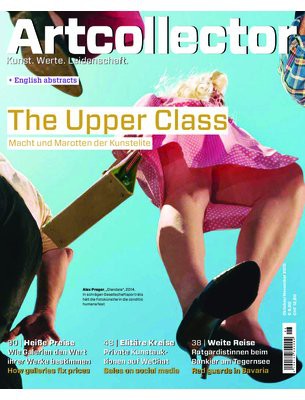 Artcollector
Kunst. Werte. Leidenschaft.
+ English abstracts
The Upper Class
Macht und Marotten der Kunstelite
Alex Prager,
2014.
30 | Heiße Preise
Wie Galerien den Wert
ihrer Werke bestimmen
How galleries fix prices
48 | Elitäre Kreise
Private Kunstauk-
tionen auf WeChat
Sales on social media
38 | Weite Reise
Rotgardistinnen beim
Bankier am Tegernsee
Red guards in Bavaria